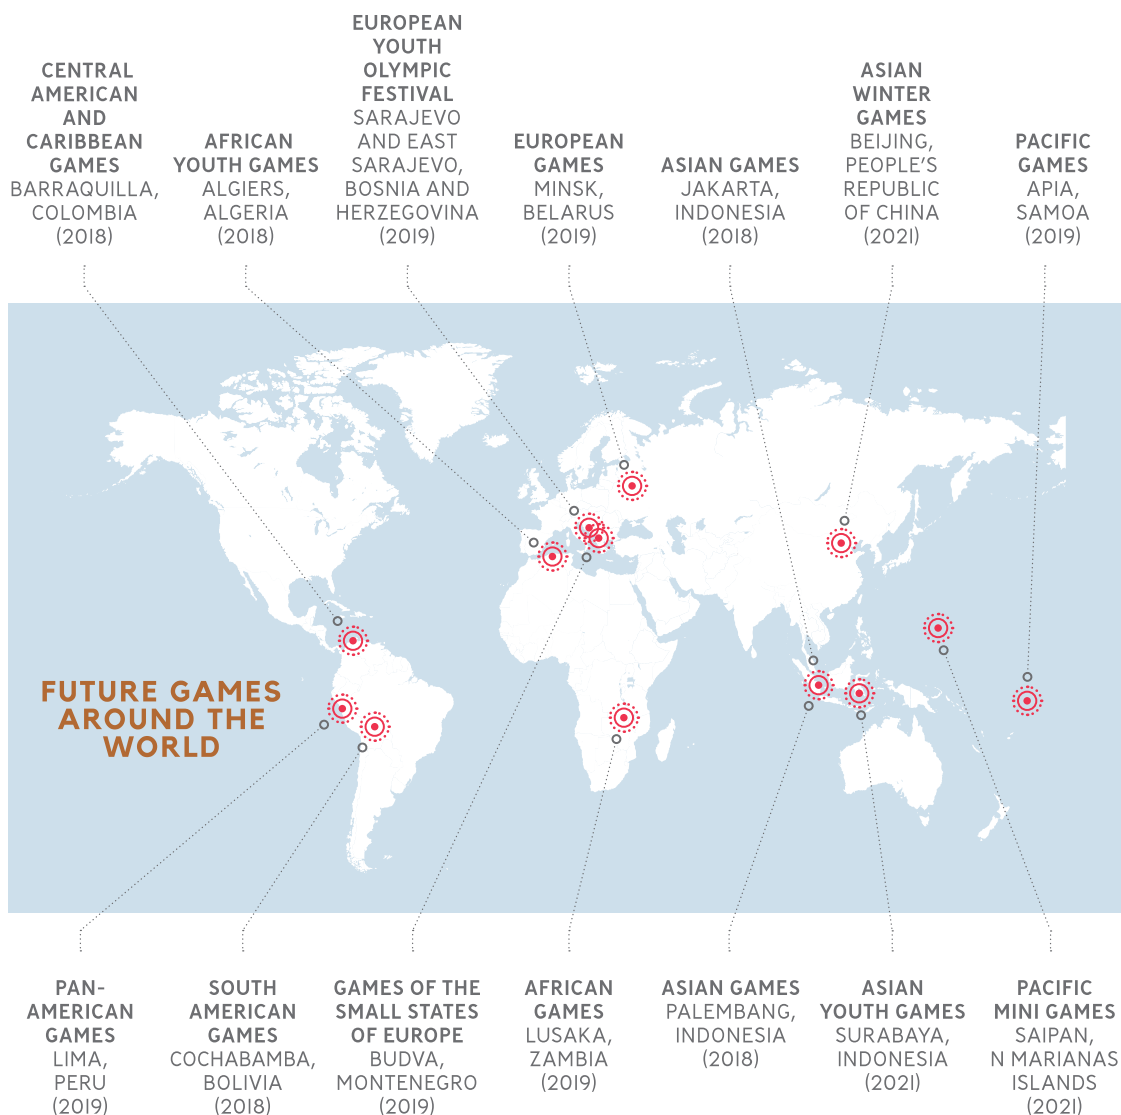 CENTRAL
AMERICAN
AND
CARIBBEAN
GAMES
BARRAQUILLA,
COLOMBIA
(2018)
AFRICAN
YOUTH GAMES
ALGIERS,
ALGERIA
(2018)
EUROPEAN
YOUTH
OLYMPIC
FESTIVAL
SARAJEVO
AND EAST
SARAJEVO,
BOSNIA AND
HERZEGOVINA
(2019)
EUROPEAN
GAMES
MINSK,
BELARUS
(2019)
ASIAN GAMES
JAKARTA,
INDONESIA
(2018)
ASIAN
WINTER
GAMES
BEIJING,
PEOPLE'S
REPUBLIC
OF CHINA
(2021)
PACIFIC
GAMES
APIA,
SAMOA
(2019)
FUTURE GAMES
AROUND THE
WORLD
PAN-
AMERICAN
GAMES
LIMA,
PERU
(2019)
SOUTH
AMERICAN
GAMES
COCHABAMBA,
BOLIVIA
(2018)
GAMES OF THE
SMALL STATES
OF EUROPE
BUDVA,
MONTENEGRO
(2019)
AFRICAN
GAMES
LUSAKA,
ZAMBIA
(2019)
ASIAN GAMES
PALEMBANG,
INDONESIA
(2018)
ASIAN
YOUTH GAMES
SURABAYA,
INDONESIA
(2021)
PACIFIC
MINI GAMES
SAIPAN,
N MARIANAS
ISLANDS
(2021)